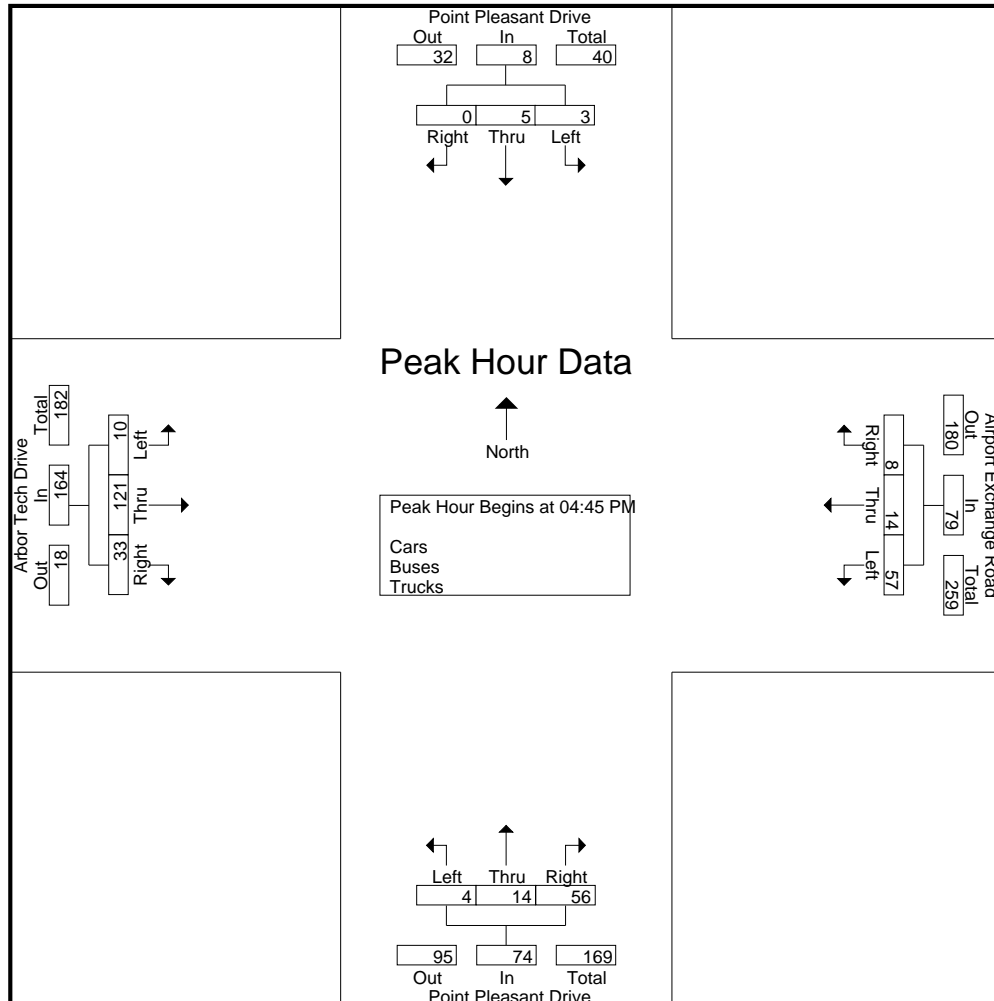 Point Pleasant Drive
Out In Total
32 8 40
0 5 3
Right Thru Left
Peak Hour Data
North
Peak Hour Begins at 04:45 PM
Cars
Buses
Trucks
Arbor Tech Drive
Out In Total
18 164 182
10 121 33
Left Thru Right
Airport Exchange Road
Out In Total
180 79 259
8 14 57
Right Thru Left
Left Thru Right
4 14 56
95 74 169
Out In Total
Point Pleasant Drive